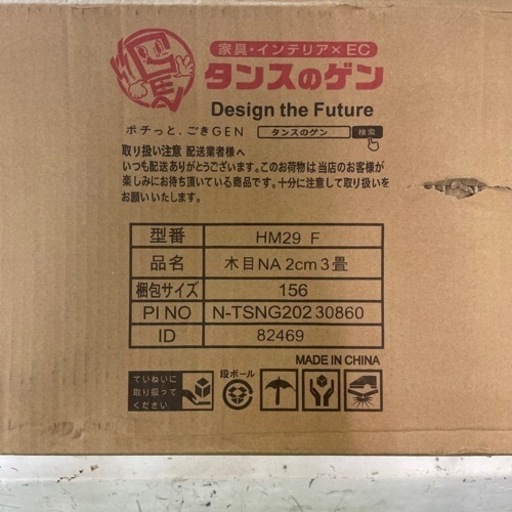 家具・インテリア×EC
タンスのゲン
Design the Future
ポチっと、ごきGEN タンスのゲン 検索
取り扱い注意 配送業者様へ
いつも配送ありがとうございます。このお荷物は当店のお客様が
楽しみにお待ち頂いている商品です。十分に注意して取り扱いを
お願いいたします。
型番 HM29 F
品名 木目NA 2cm 3畳
梱包サイズ 156
PI NO N-TSNG202 30860
ID 82469
MADE IN CHINA
ていねいに
取り扱って
ください
段ボール